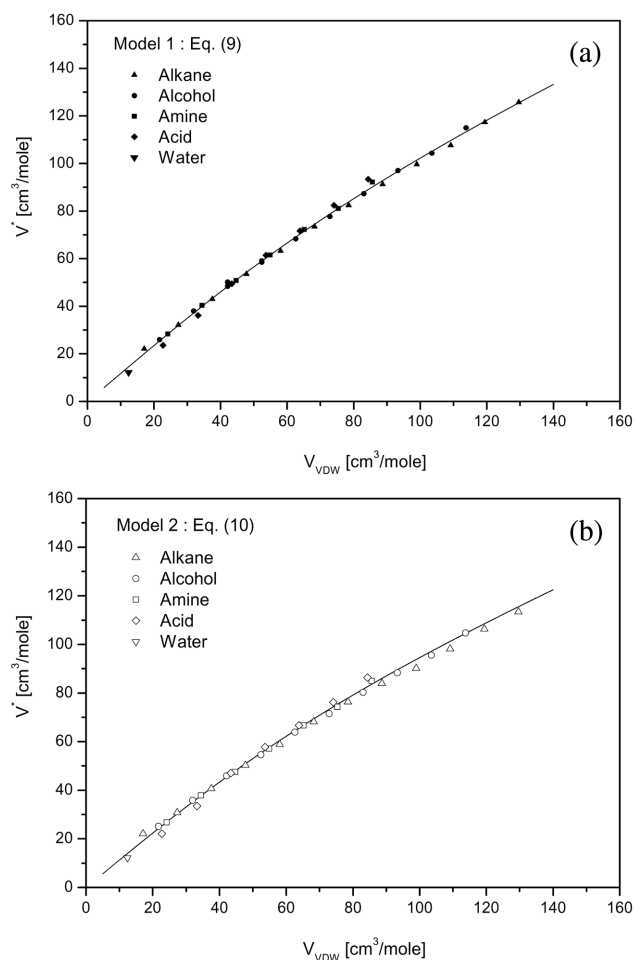 160
Model 1 : Eq. (9)
(a)
140
Alkane
Alcohol
120
Amine
Acid
100
Water
80
V* [cm³/mole]
60
40
20
0
0 20 40 60 80 100 120 140 160
V_VDW [cm³/mole]
160
Model 2 : Eq. (10)
(b)
140
Alkane
Alcohol
120
Amine
Acid
100
Water
80
V* [cm³/mole]
60
40
20
0
0 20 40 60 80 100 120 140 160
V_VDW [cm³/mole]